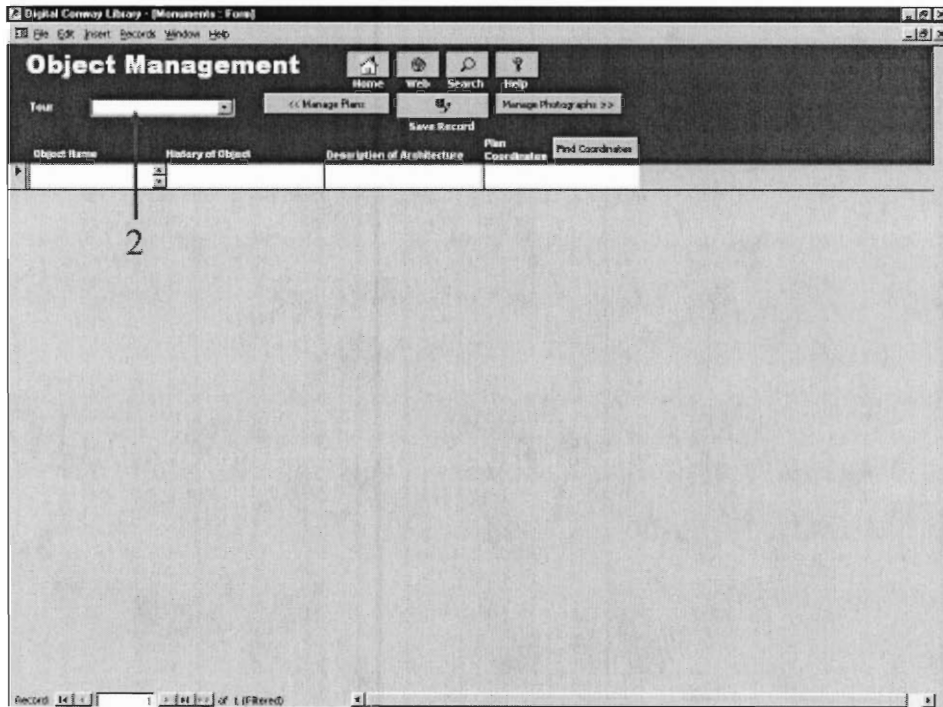 Digital Conway Library - [Monuments : Form]
File Edit Insert Records Window Help
Object Management
Home Web Search Help
Tour
<< Manage Plans
Manage Photographs >>
Save Record
Object Name
History of Object
Description of Architecture
Plan Coordinates
Find Coordinates
2
Record: 1 of 1 (Filtered)